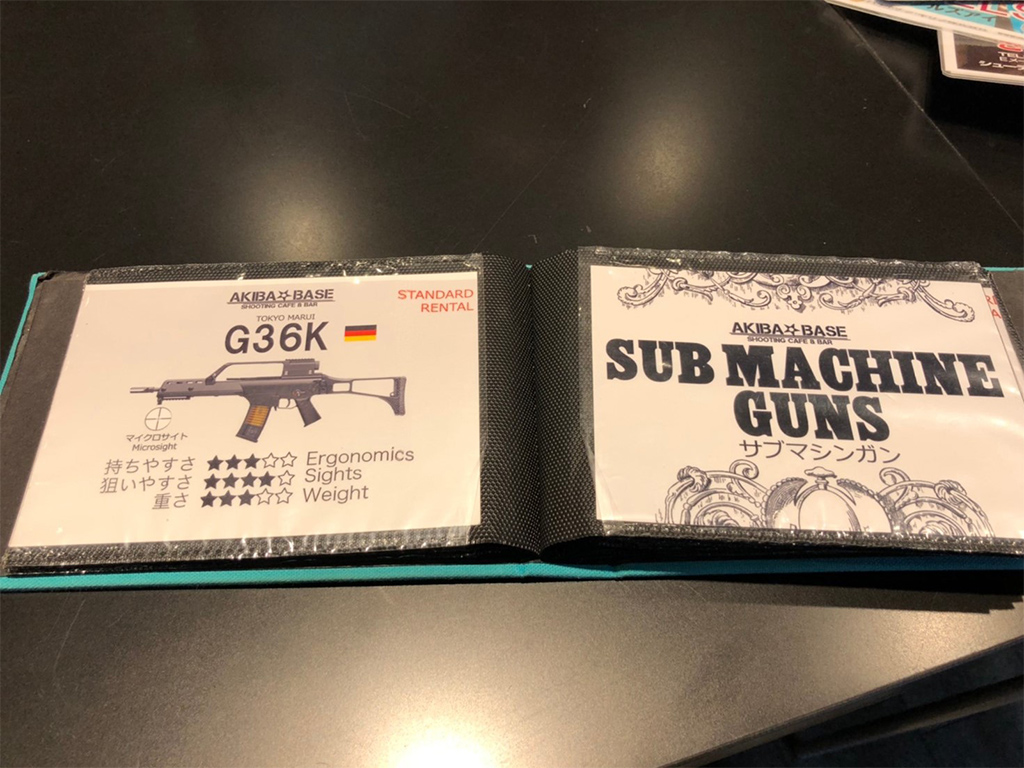 AKIBA☆BASE
SHOOTING CAFE & BAR
STANDARD
RENTAL
TOKYO MARUI
G36K
マイクロサイト
Microsight
持ちやすさ ★★★☆☆ Ergonomics
狙いやすさ ★★★★☆ Sights
重さ ★★★☆☆ Weight
AKIBA☆BASE
SHOOTING CAFE & BAR
SUB MACHINE
GUNS
サブマシンガン
TEL